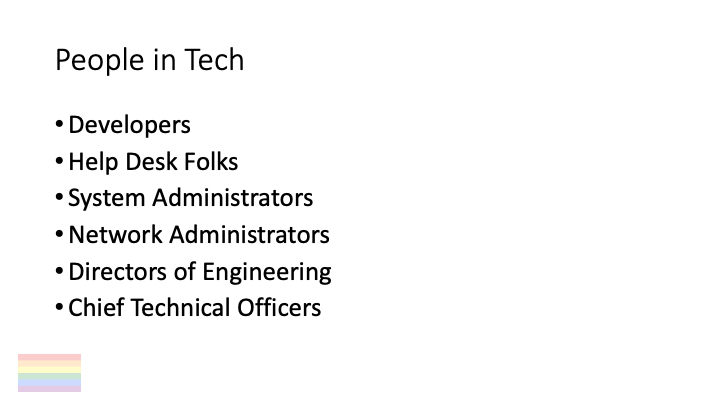 People in Tech
• Developers
• Help Desk Folks
• System Administrators
• Network Administrators
• Directors of Engineering
• Chief Technical Officers